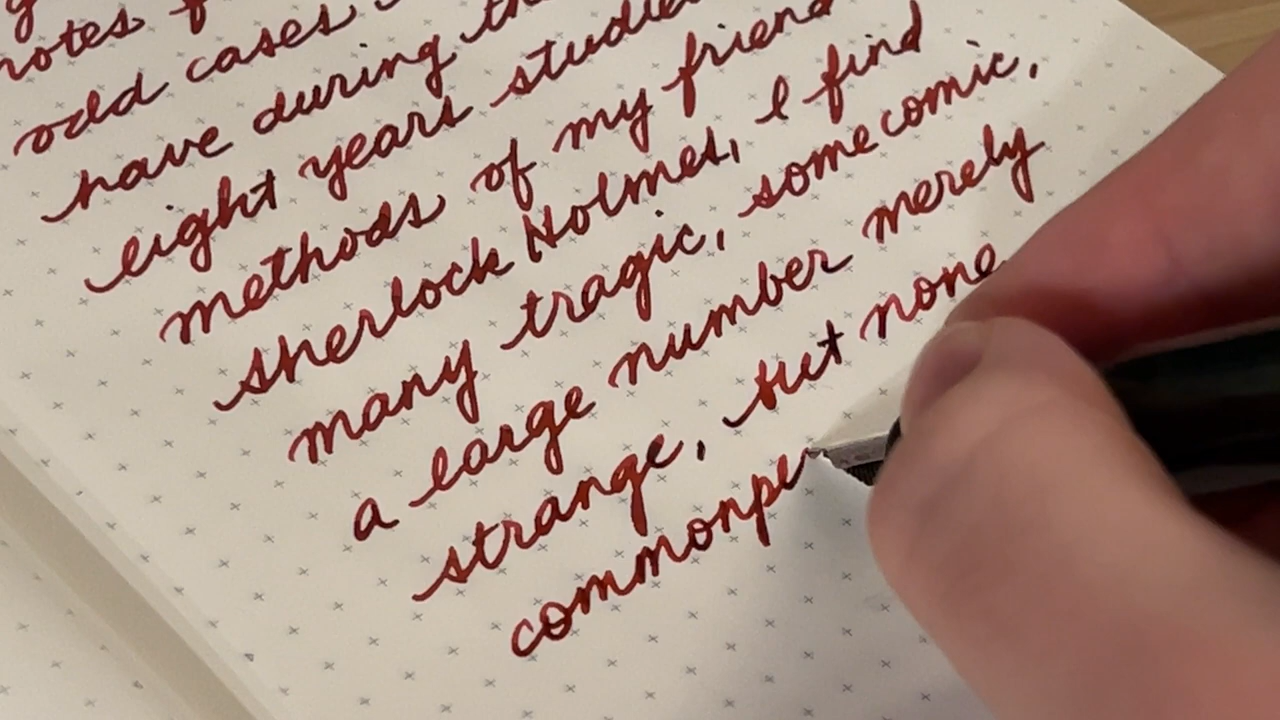 notes
odd cases
have during
eight years studied
methods of my friend
Sherlock Holmes, I find
many tragic, some comic,
a large number merely
strange, but none
commonpl